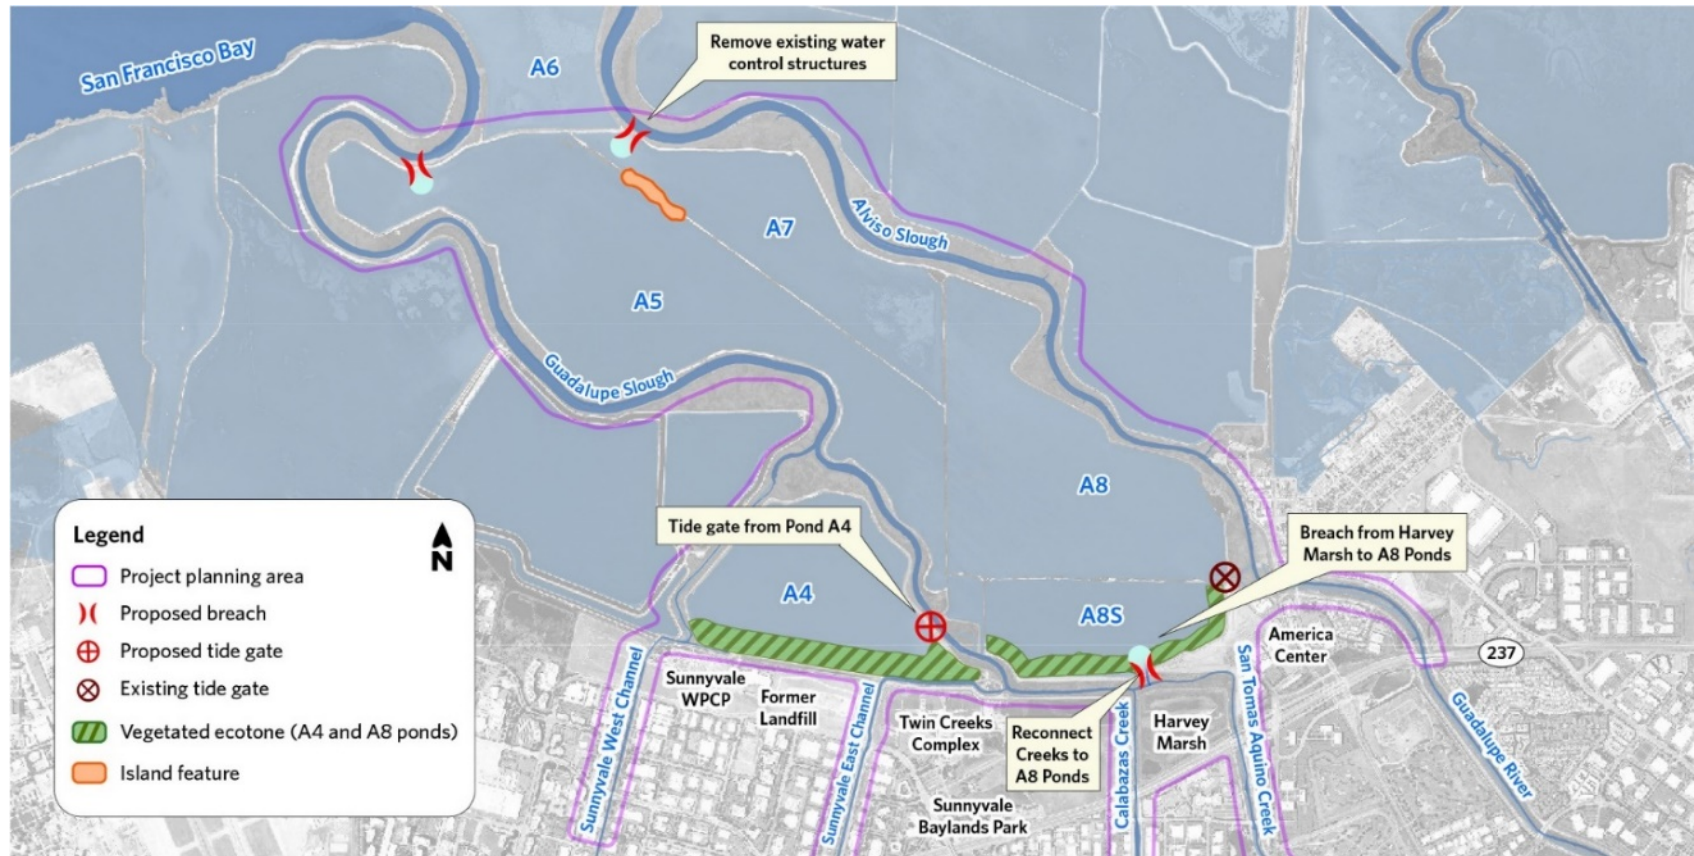 San Francisco Bay
A6
Remove existing water
control structures
A7
Alviso Slough
A5
Guadalupe Slough
A8
Tide gate from Pond A4
Breach from Harvey
Marsh to A8 Ponds
A4
A8S
America
Center
237
Sunnyvale
WPCP
Former
Landfill
Twin Creeks
Complex
Reconnect
Creeks to
A8 Ponds
Harvey
Marsh
Sunnyvale
Baylands Park
Sunnyvale West Channel
Sunnyvale East Channel
Calabazas Creek
San Tomas Aquino Creek
Guadalupe River
Legend
N
Project planning area
Proposed breach
Proposed tide gate
Existing tide gate
Vegetated ecotone (A4 and A8 ponds)
Island feature